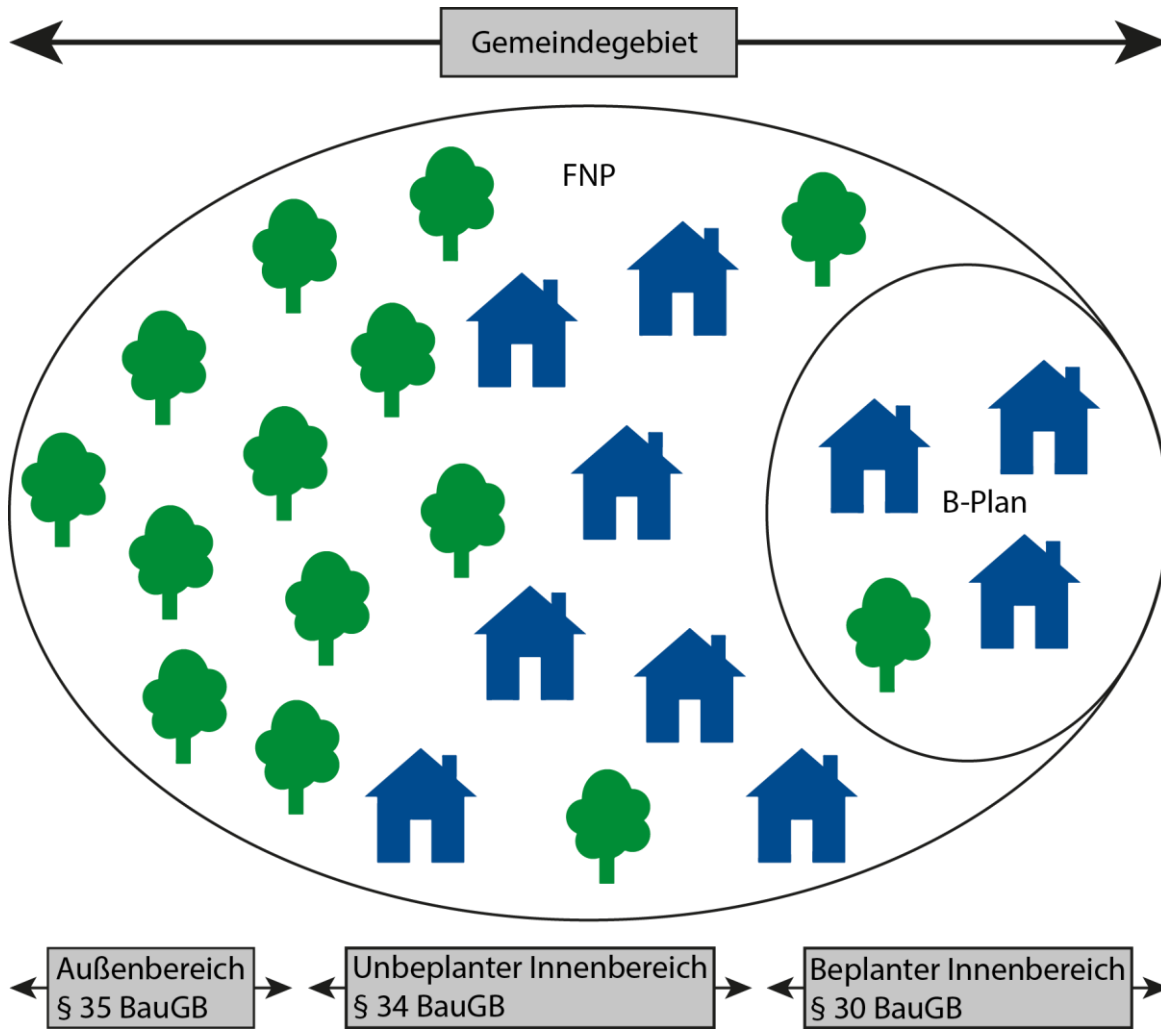 Gemeindegebiet
FNP
B-Plan
Außenbereich
§ 35 BauGB
Unbeplanter Innenbereich
§ 34 BauGB
Beplanter Innenbereich
§ 30 BauGB